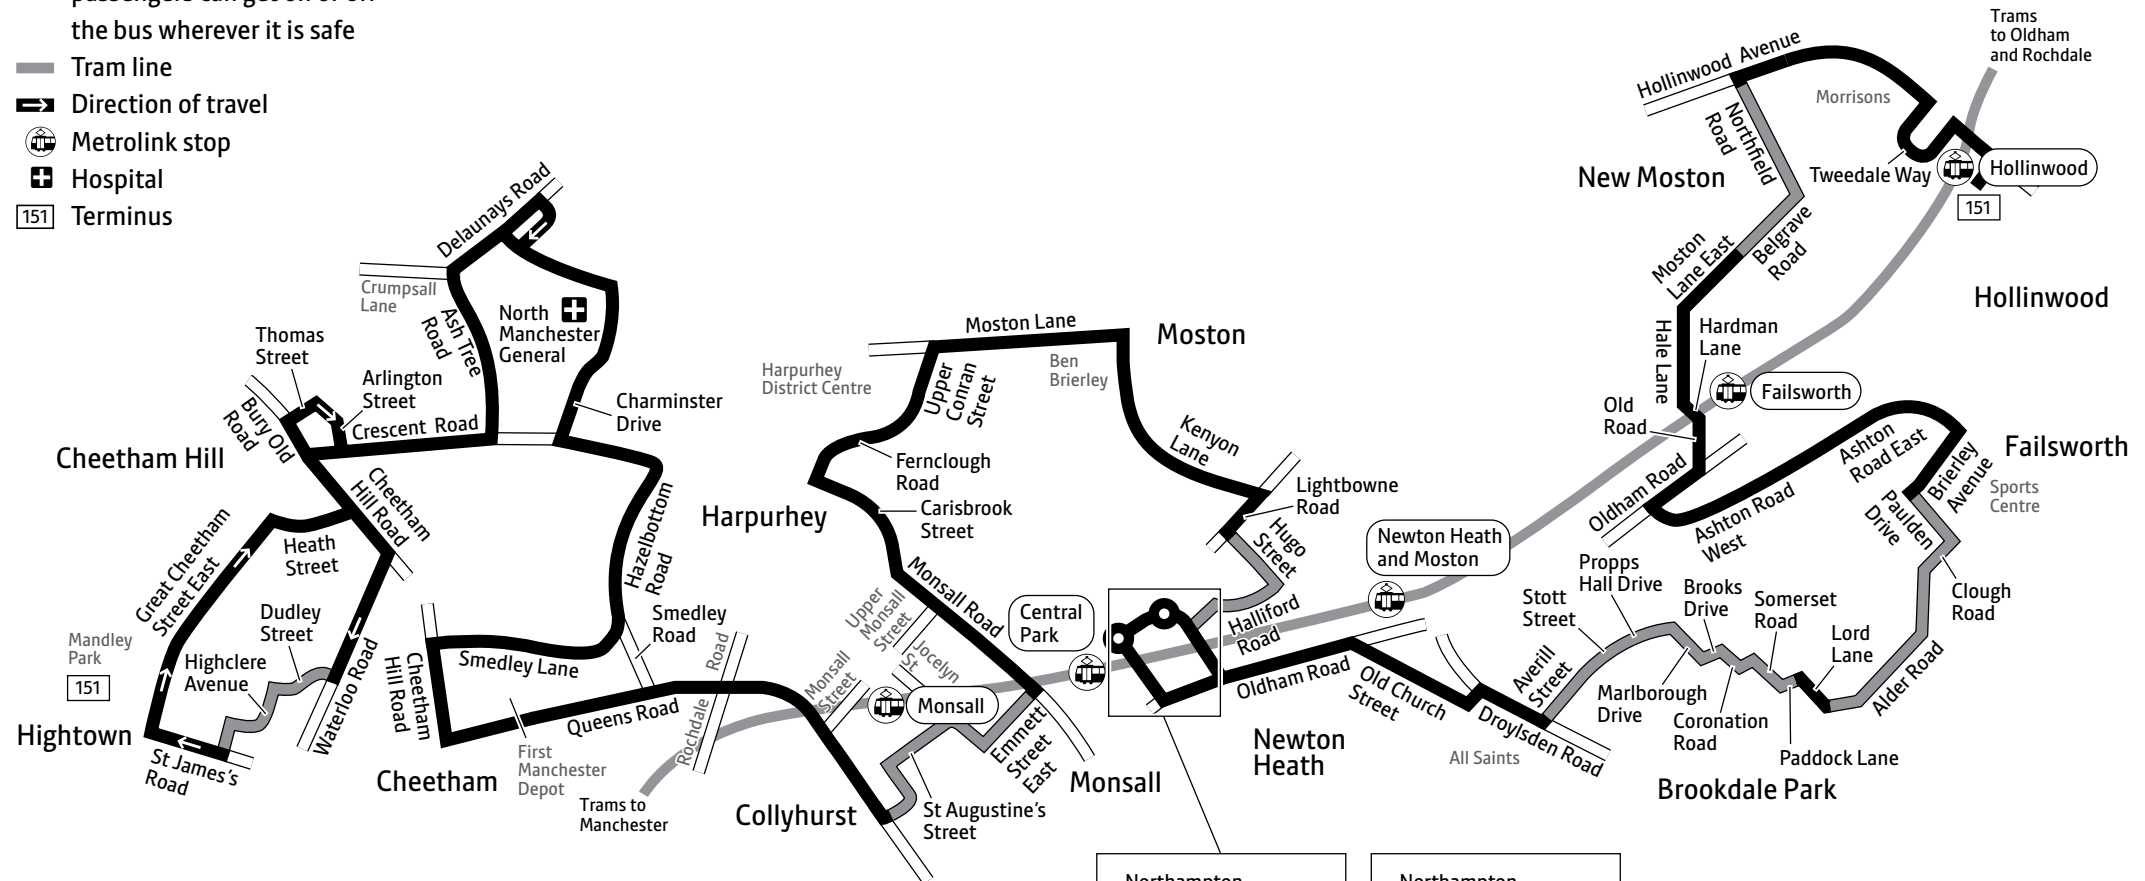 the bus wherever it is safe
Tram line
Direction of travel
Metrolink stop
Hospital
151 Terminus
Trams
to Oldham
and Rochdale
Hollinwood Avenue
Morrisons
Northfield
Road
Tweedale Way
Hollinwood
151
New Moston
Belgrave
Road
Moston
Lane East
Hollinwood
Hale Lane
Hardman
Lane
Failsworth
Old
Road
Oldham Road
Ashton Road
West
Ashton
Road East
Failsworth
Brierley
Avenue
Sports
Centre
Paulden
Drive
Clough
Road
Alder Road
Lord
Lane
Paddock Lane
Somerset
Road
Coronation
Road
Brooks
Drive
Marlborough
Drive
Propps
Hall Drive
Stott
Street
Averill
Street
Brookdale Park
Droylsden Road
All Saints
Old Church
Street
Newton
Heath
Oldham Road
Newton Heath
and Moston
Halliford
Road
Hugo
Street
Lightbowne
Road
Kenyon
Lane
Moston
Ben
Brierley
Moston Lane
Upper
Conran
Street
Harpurhey
District Centre
Fernclough
Road
Carisbrook
Street
Harpurhey
Monsall Road
Central
Park
Upper
Monsall
Street
Jocelyn
St
Monsall
Street
Monsall
Emmett
Street
East
Monsall
St Augustine's
Street
Collyhurst
Rochdale Road
Trams to
Manchester
Queens Road
First
Manchester
Depot
Cheetham
Cheetham
Hill Road
Smedley Lane
Smedley
Road
Hazelbottom
Road
Charminster
Drive
North
Manchester
General
Delaunays Road
Crumpsall
Lane
Ash Tree
Road
Crescent Road
Arlington
Street
Thomas
Street
Bury Old
Road
Cheetham Hill
Cheetham
Hill Road
Heath
Street
Great Cheetham
Street East
Dudley
Street
Highclere
Avenue
Waterloo Road
Mandley
Park
151
Hightown
St James's
Road